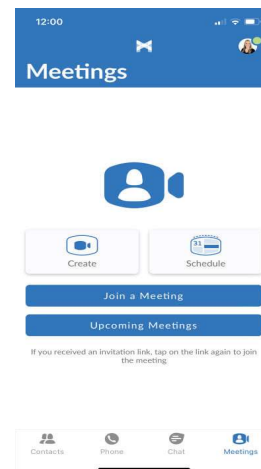 12:00
Meetings
31
Create
Schedule
Join a Meeting
Upcoming Meetings
If you received an invitation link, tap on the link again to join
the meeting
Contacts
Phone
Chat
Meetings